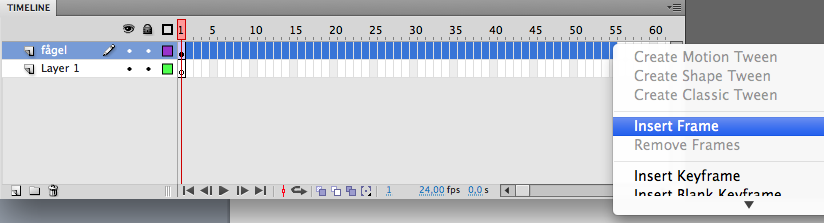 TIMELINE
1 5 10 15 20 25 30 35 40 45 50 55 60
fågel
Layer 1
Create Motion Tween
Create Shape Tween
Create Classic Tween
Insert Frame
Remove Frames
Insert Keyframe
Insert Blank Keyframe
1 24,00 fps 0,0 s